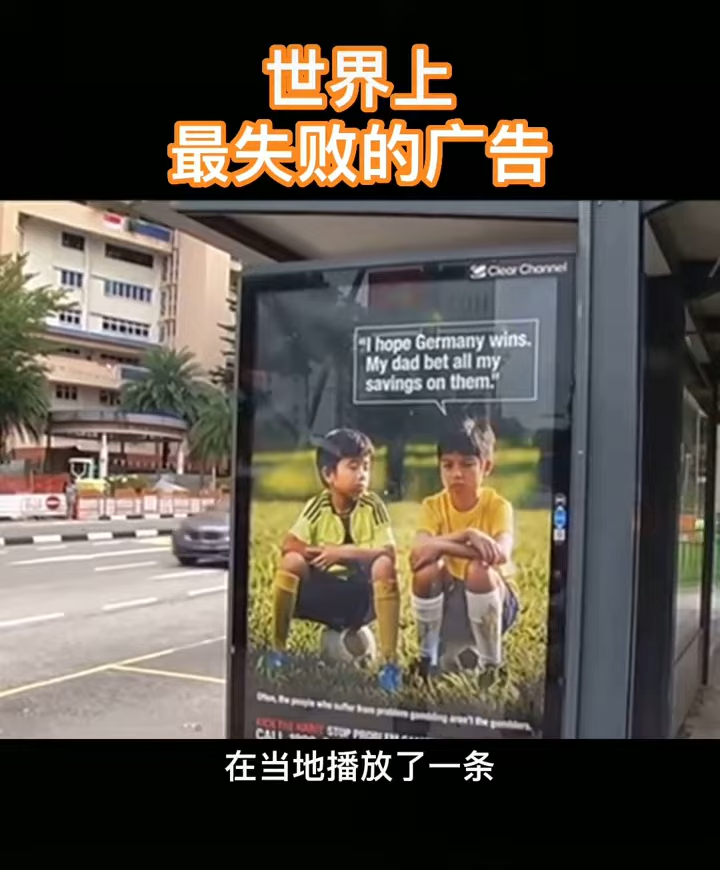 世界上
最失败的广告
Clear Channel
"I hope Germany wins.
My dad bet all my
savings on them."
Often, the people who suffer from problem gambling aren't the gamblers.
KICK THE HABIT STOP PROBLEM
CALL
在当地播放了一条